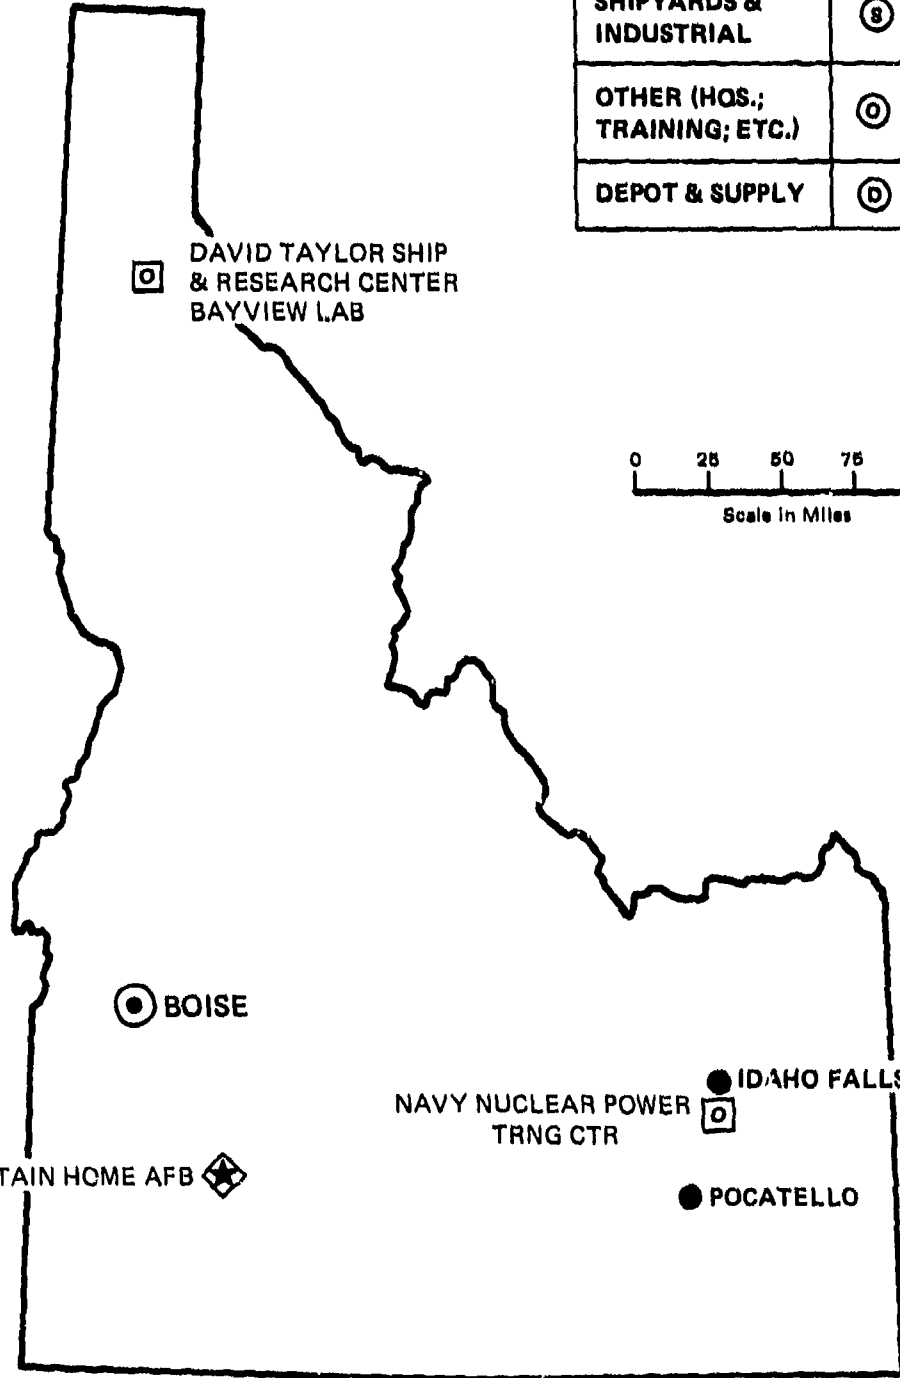 SHIPYARDS &
INDUSTRIAL
S
OTHER (HQS.;
TRAINING; ETC.)
O
DEPOT & SUPPLY
D
DAVID TAYLOR SHIP
O
& RESEARCH CENTER
BAYVIEW LAB
0 25 50 75
Scale in Miles
BOISE
IDAHO FALLS
NAVY NUCLEAR POWER
O
TRNG CTR
TAIN HOME AFB
POCATELLO